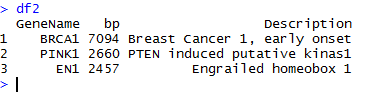 > df2
GeneName bp Description
1 BRCA1 7094 Breast Cancer 1, early onset
2 PINK1 2660 PTEN induced putative kinas1
3 EN1 2457 Engrailed homeobox 1
>